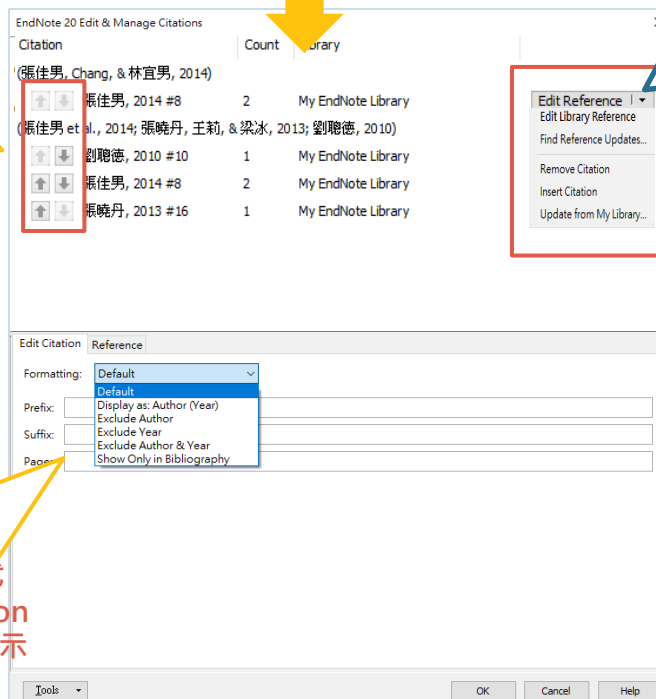 EndNote 20 Edit & Manage Citations
Citation Count Library
(張佳男, Chang, & 林宜男, 2014)
張佳男, 2014 #8 2 My EndNote Library
(張佳男 et al., 2014; 張曉丹, 王莉, & 梁冰, 2013; 劉聰德, 2010)
劉聰德, 2010 #10 1 My EndNote Library
張佳男, 2014 #8 2 My EndNote Library
張曉丹, 2013 #16 1 My EndNote Library
Edit Reference
Edit Library Reference
Find Reference Updates...
Remove Citation
Insert Citation
Update from My Library...
Edit Citation Reference
Formatting: Default
Default
Display as: Author (Year)
Exclude Author
Exclude Year
Exclude Author & Year
Show Only in Bibliography
Prefix:
Suffix:
Pages:
on
示
Tools OK Cancel Help